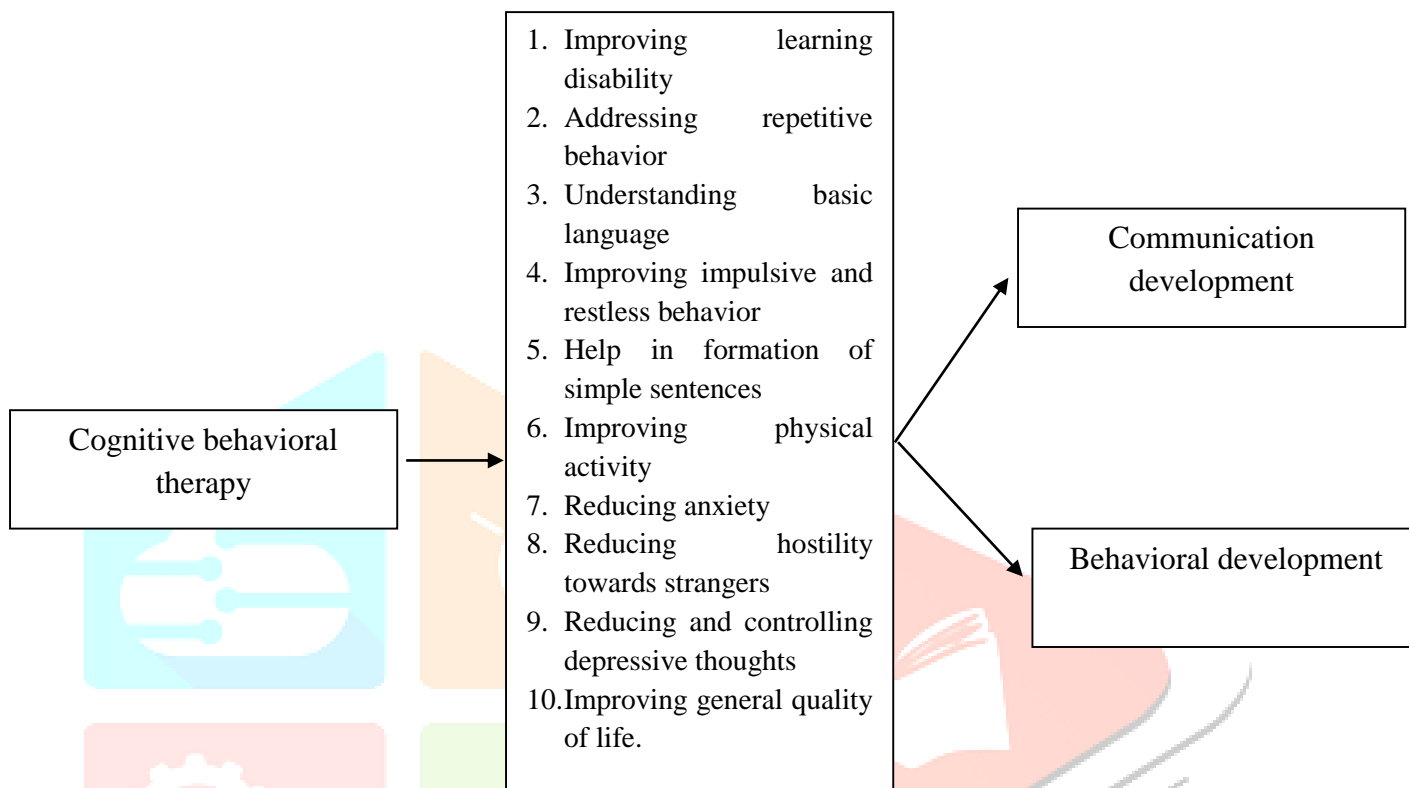 Cognitive behavioral
therapy
1. Improving learning
disability
2. Addressing repetitive
behavior
3. Understanding basic
language
4. Improving impulsive and
restless behavior
5. Help in formation of
simple sentences
6. Improving physical
activity
7. Reducing anxiety
8. Reducing hostility
towards strangers
9. Reducing and controlling
depressive thoughts
10.Improving general quality
of life.
Communication
development
Behavioral development